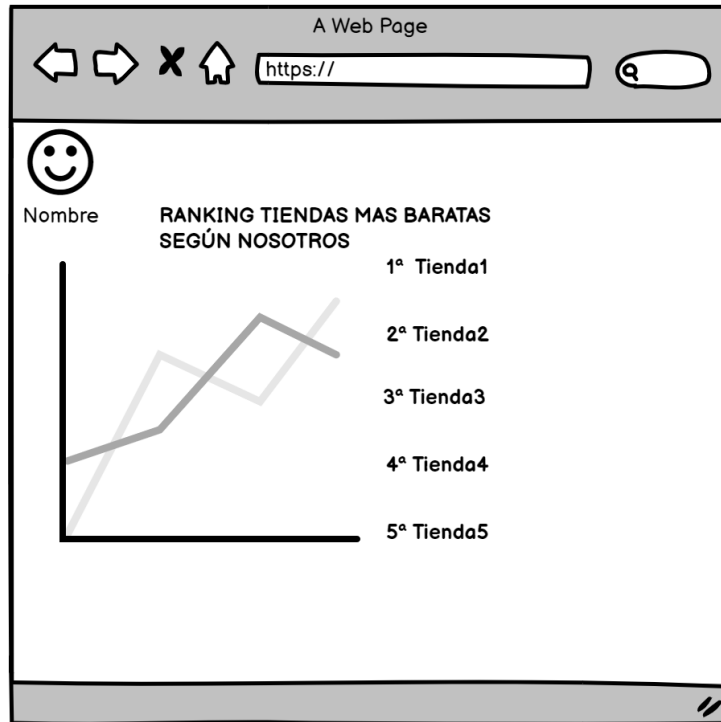 A Web Page
https://
Nombre
RANKING TIENDAS MAS BARATAS
SEGÚN NOSOTROS
1ª Tienda1
2ª Tienda2
3ª Tienda3
4ª Tienda4
5ª Tienda5